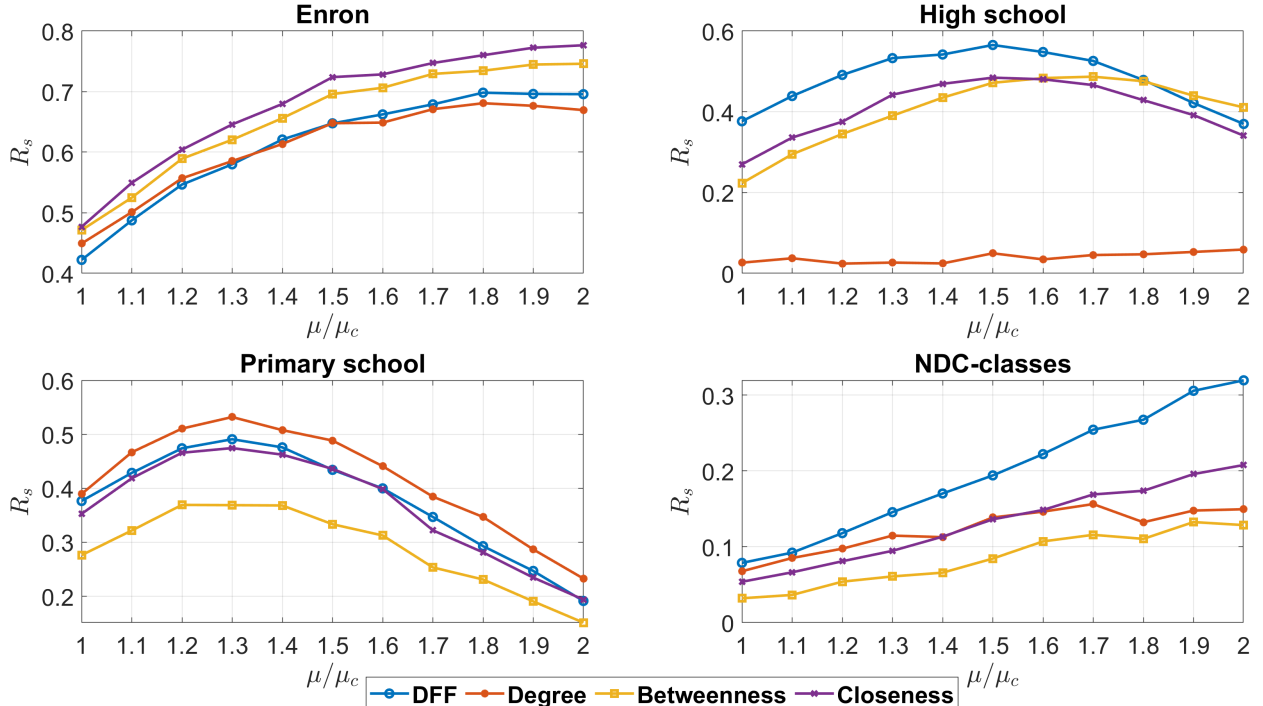 Enron
0.8
0.7
0.6
0.5
0.4
R_s
1 1.1 1.2 1.3 1.4 1.5 1.6 1.7 1.8 1.9 2
μ/μ_c
High school
0.6
0.4
0.2
0
R_s
1 1.1 1.2 1.3 1.4 1.5 1.6 1.7 1.8 1.9 2
μ/μ_c
Primary school
0.6
0.5
0.4
0.3
0.2
R_s
1 1.1 1.2 1.3 1.4 1.5 1.6 1.7 1.8 1.9 2
μ/μ_c
NDC-classes
0.3
0.2
0.1
0
R_s
1 1.1 1.2 1.3 1.4 1.5 1.6 1.7 1.8 1.9 2
μ/μ_c
DFF Degree Betweenness Closeness